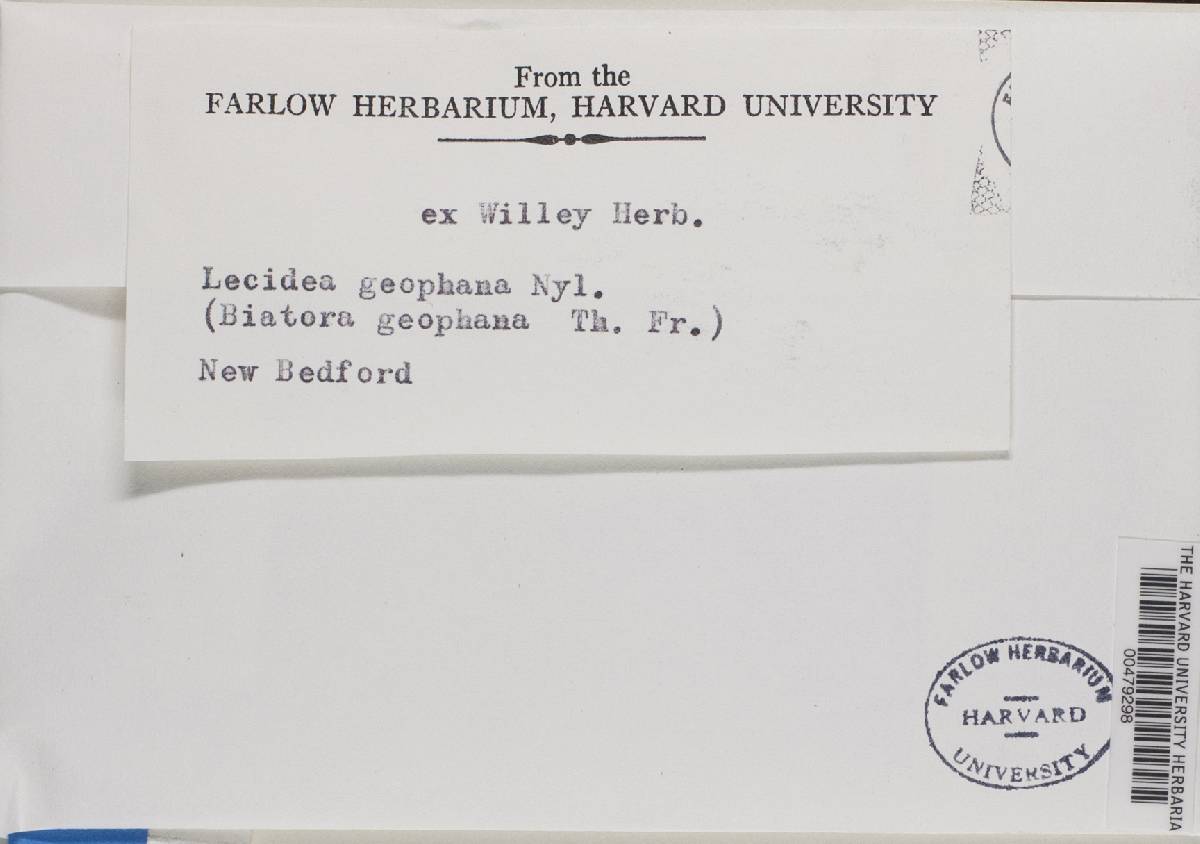 From the
FARLOW HERBARIUM, HARVARD UNIVERSITY
ex Willey Herb.
Lecidea geophana Nyl.
(Biatora geophana Th. Fr.)
New Bedford
FARLOW HERBARIUM
HARVARD
UNIVERSITY
THE HARVARD UNIVERSITY HERBARIA
00479298